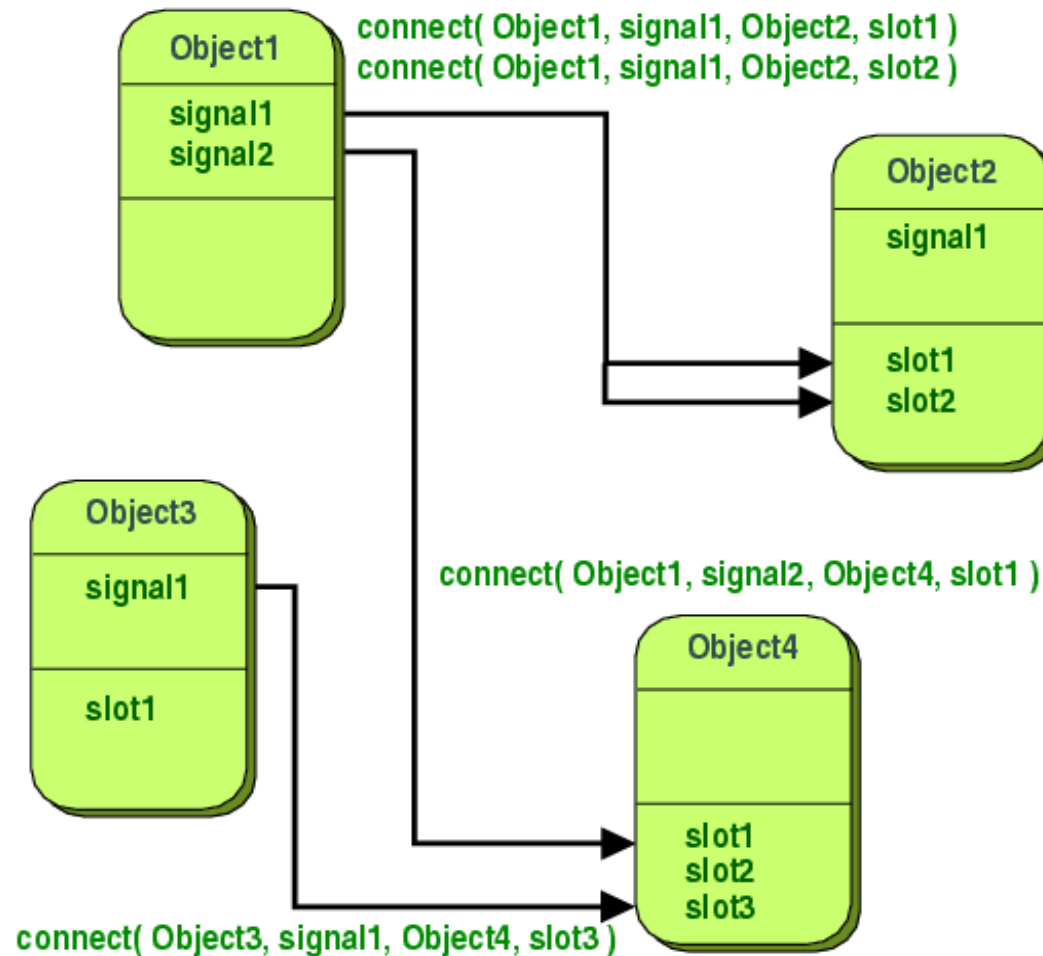 connect( Object1, signal1, Object2, slot1 )
connect( Object1, signal1, Object2, slot2 )
Object1
signal1
signal2
Object2
signal1
slot1
slot2
Object3
signal1
slot1
connect( Object1, signal2, Object4, slot1 )
Object4
slot1
slot2
slot3
connect( Object3, signal1, Object4, slot3 )